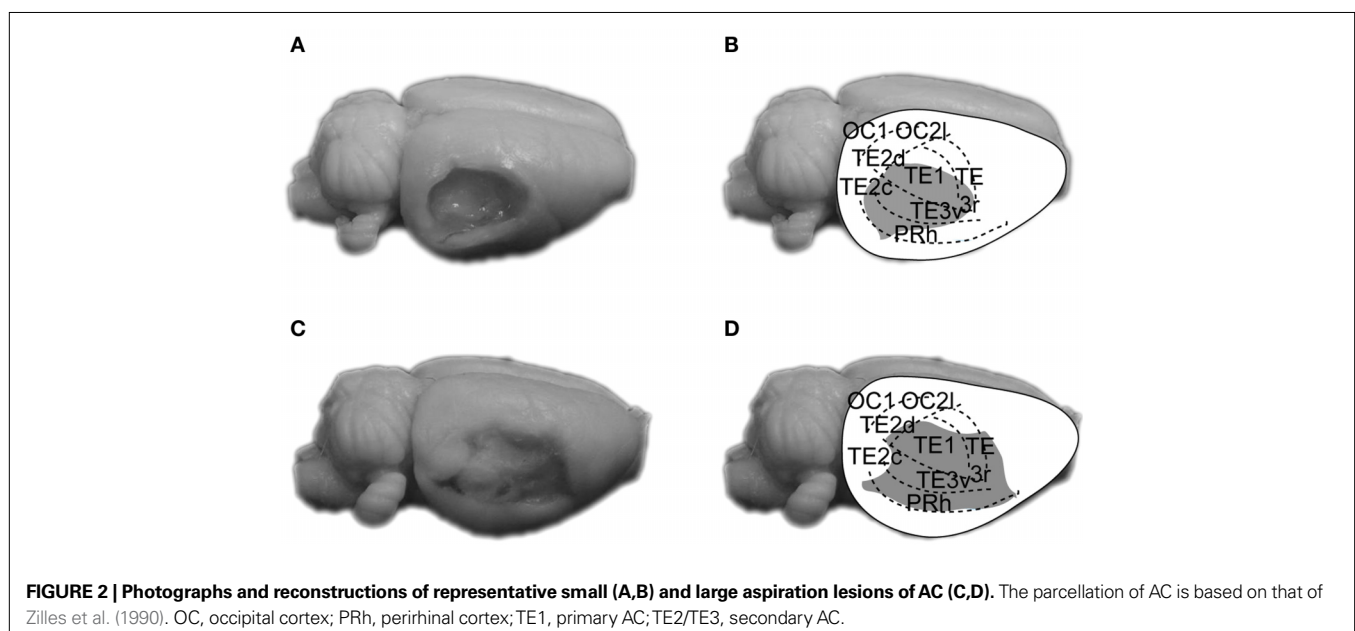 A
B
OC1 OC2l
TE2d
TE1 TE
TE2c
TE3v 3r
PRh
C
D
OC1 OC2l
TE2d
TE1 TE
TE2c
TE3v 3r
PRh
FIGURE 2 | Photographs and reconstructions of representative small (A,B) and large aspiration lesions of AC (C,D). The parcellation of AC is based on that of
Zilles et al. (1990). OC, occipital cortex; PRh, perirhinal cortex; TE1, primary AC; TE2/TE3, secondary AC.